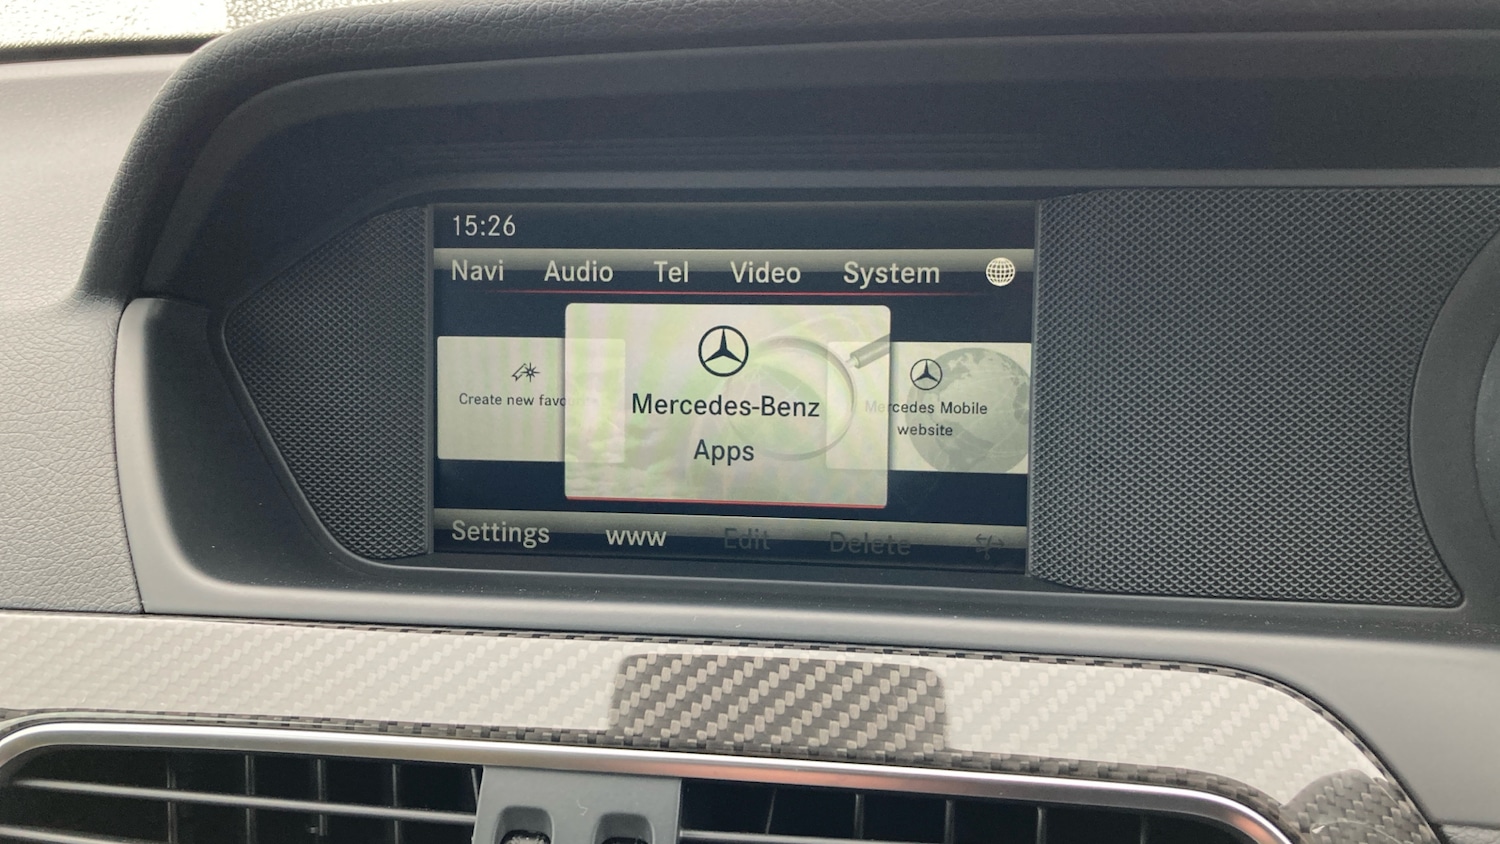 15:26
Navi Audio Tel Video System
Create new favo
Mercedes-Benz
Apps
Mercedes Mobile
website
Settings www Edit Delete